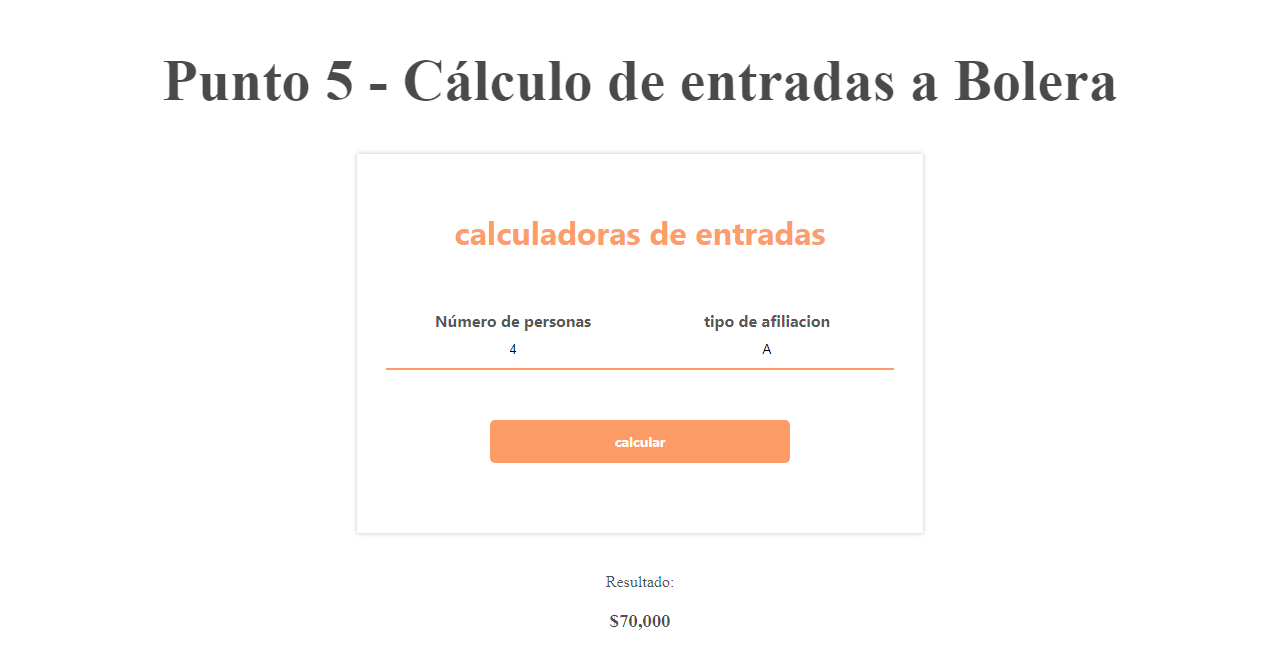 Punto 5 - Cálculo de entradas a Bolera
calculadoras de entradas
Número de personas
tipo de afiliacion
4
A
calcular
Resultado:
$70,000